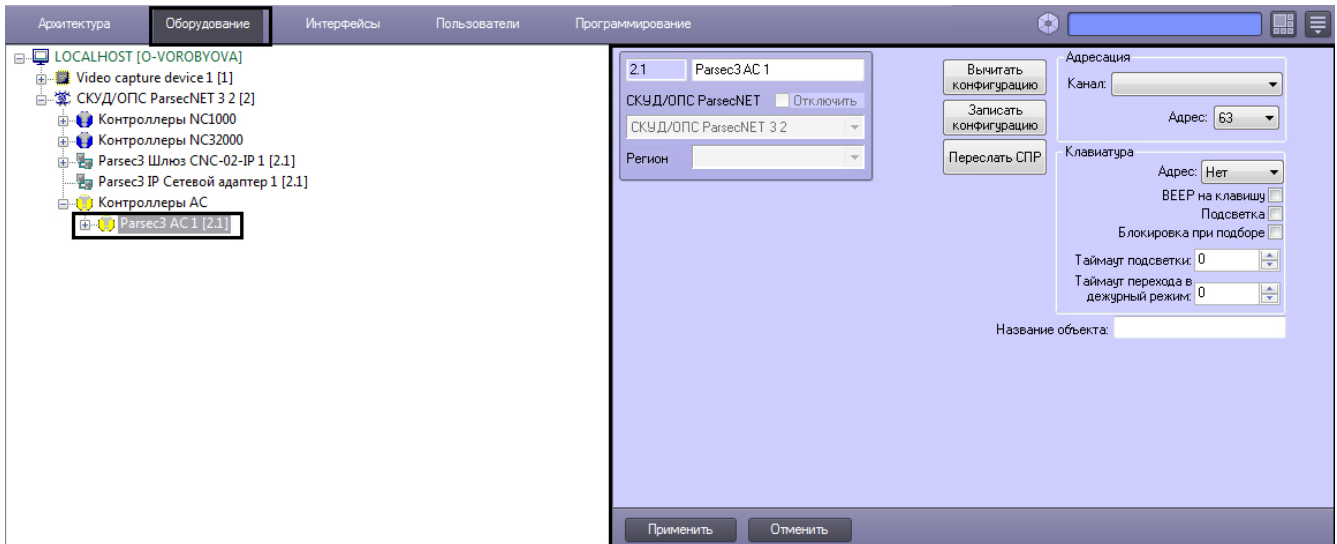 Архитектура Оборудование Интерфейсы Пользователи Программирование
LOCALHOST [O-VOROBYOVA]
Video capture device 1 [1]
СКУД/ОПС ParsecNET 3 2 [2]
Контроллеры NC1000
Контроллеры NC32000
Parsec3 Шлюз CNC-02-IP 1 [2.1]
Parsec3 IP Сетевой адаптер 1 [2.1]
Контроллеры AC
Parsec3 AC 1 [2.1]
2.1 Parsec3 AC 1
СКУД/ОПС ParsecNET Отключить
СКУД/ОПС ParsecNET 3 2
Регион
Вычитать
конфигурацию
Записать
конфигурацию
Переслать СПР
Адресация
Канал:
Адрес: 63
Клавиатура
Адрес: Нет
BEEP на клавишу
Подсветка
Блокировка при подборе
Таймаут подсветки: 0
Таймаут перехода в
дежурный режим: 0
Название объекта:
Применить Отменить